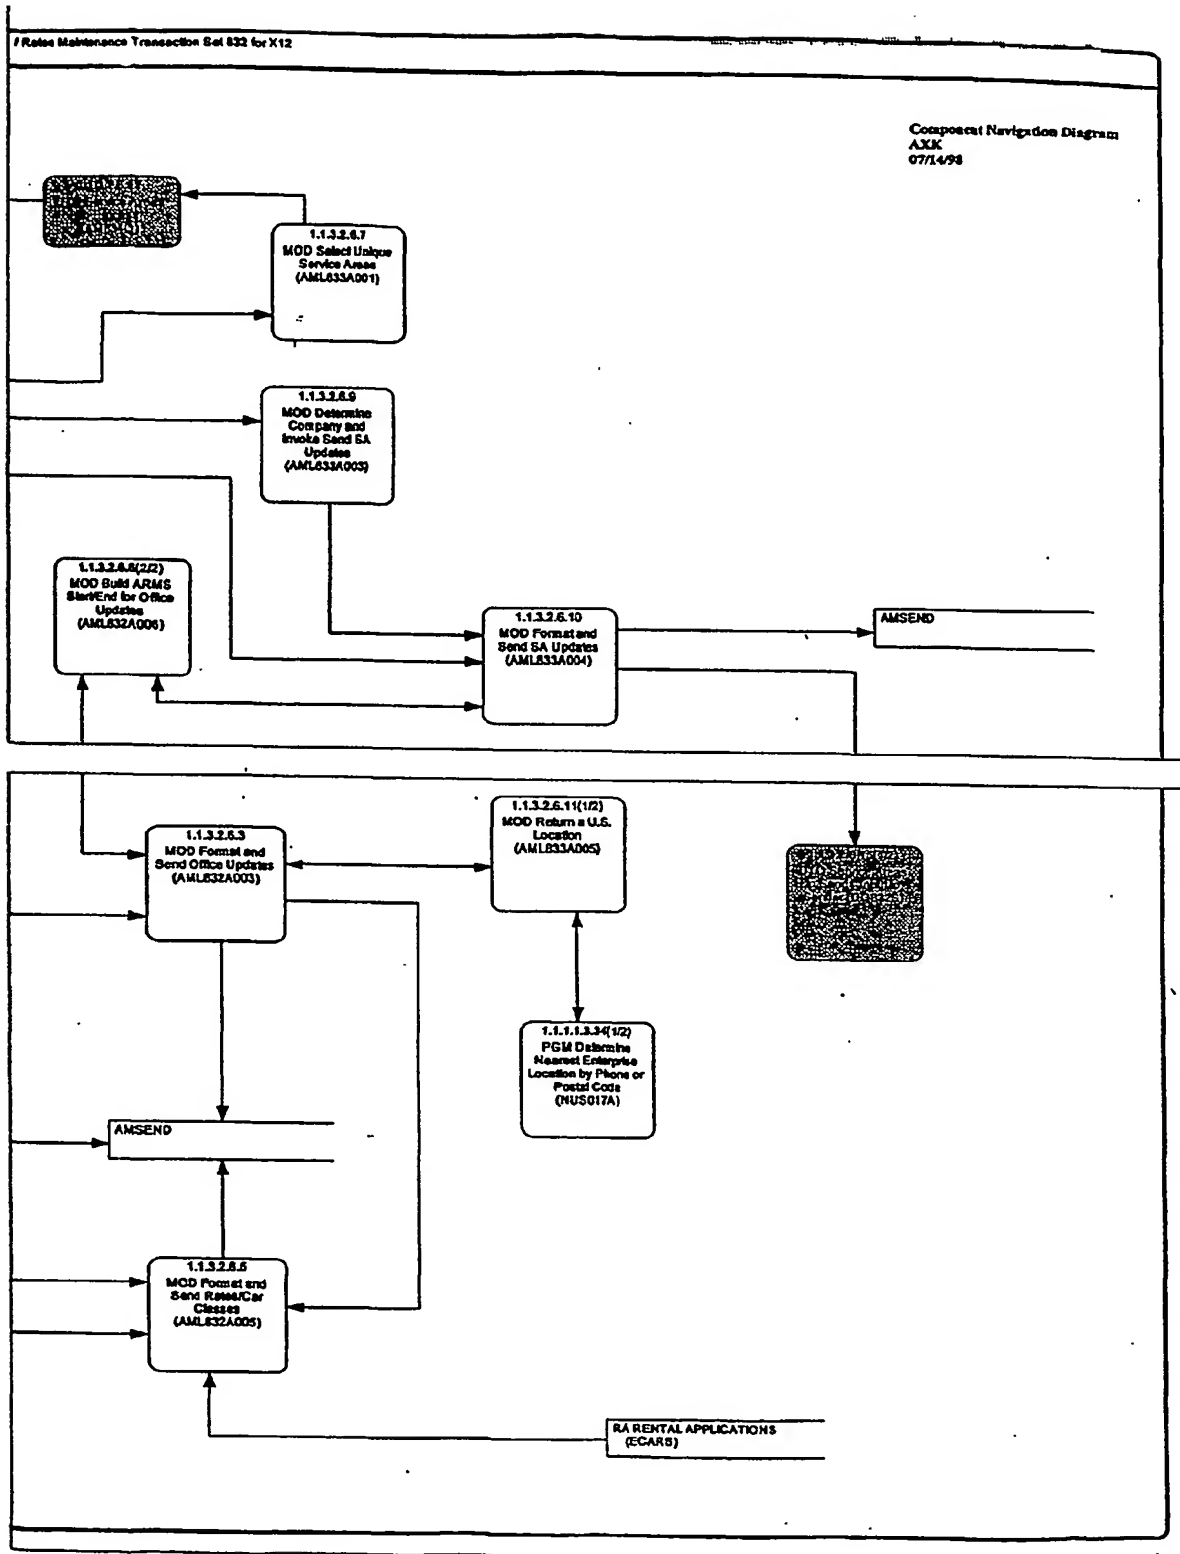 / Rates Maintenance Transaction Set 832 for X12
Component Navigation Diagram
AXK
07/14/98
1.1.3.2.6.7
MOD Select Unique
Service Areas
(AML833A001)
1.1.3.2.6.9
MOD Determine
Company and
Invoke Send SA
Updates
(AML833A003)
1.1.3.2.6.6(2/2)
MOD Build ARMS
Start/End for Office
Updates
(AML832A006)
1.1.3.2.6.10
MOD Format and
Send SA Updates
(AML833A004)
AMSEND
1.1.3.2.6.3
MOD Format and
Send Office Updates
(AML832A003)
1.1.3.2.6.11(1/2)
MOD Return a U.S.
Location
(AML833A005)
1.1.1.1.3.34(1/2)
PGM Determine
Nearest Enterprise
Location by Phone or
Postal Code
(NUS017A)
AMSEND
1.1.3.2.6.5
MOD Format and
Send Rates/Car
Classes
(AML832A005)
RA RENTAL APPLICATIONS
(ECARS)